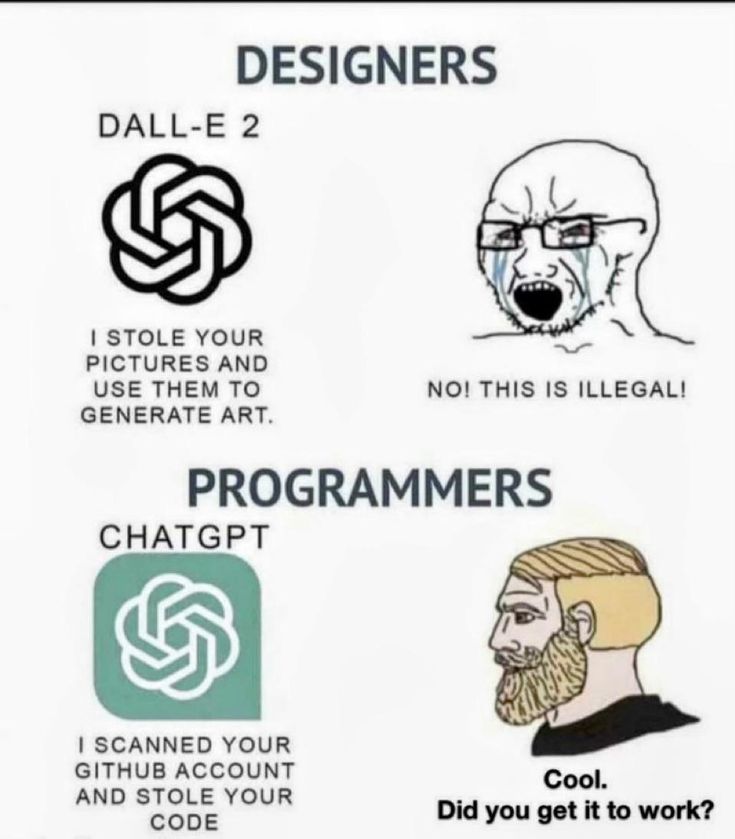 DESIGNERS
DALL-E 2
I STOLE YOUR
PICTURES AND
USE THEM TO
GENERATE ART.
NO! THIS IS ILLEGAL!
PROGRAMMERS
CHATGPT
I SCANNED YOUR
GITHUB ACCOUNT
AND STOLE YOUR
CODE
Cool.
Did you get it to work?